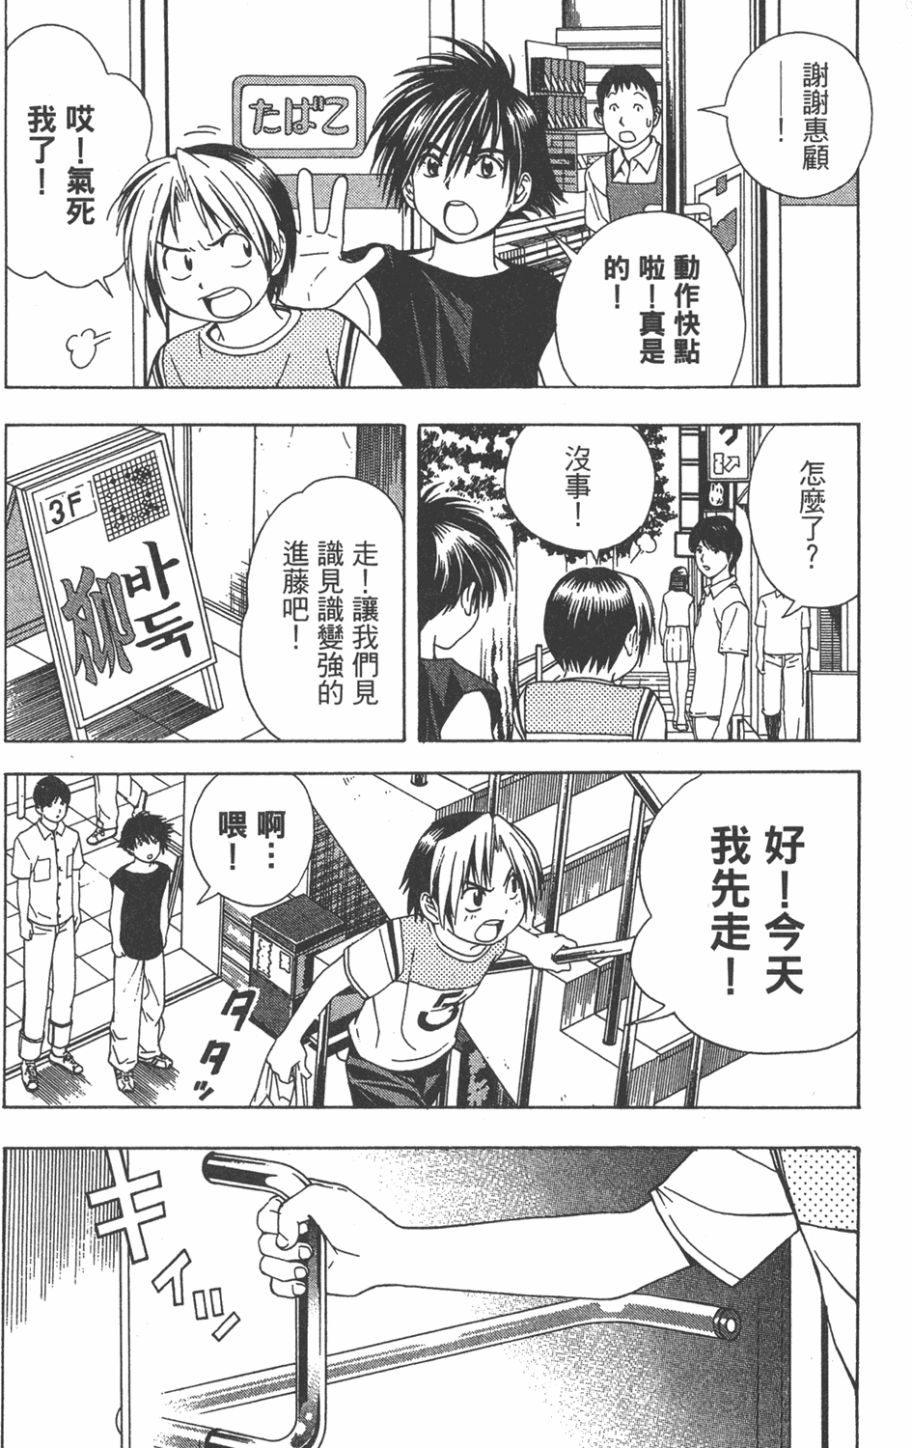 謝謝惠顧
──！
たばこ
動作快點
啦！真是
的！
哎！氣死
我了！
怎麼了？
沒事！
走！讓我們見
識見識變強的
進藤吧！
3F
柳
바둑
好！今天
我先走！
啊…
喂！
タタッ
キイッ